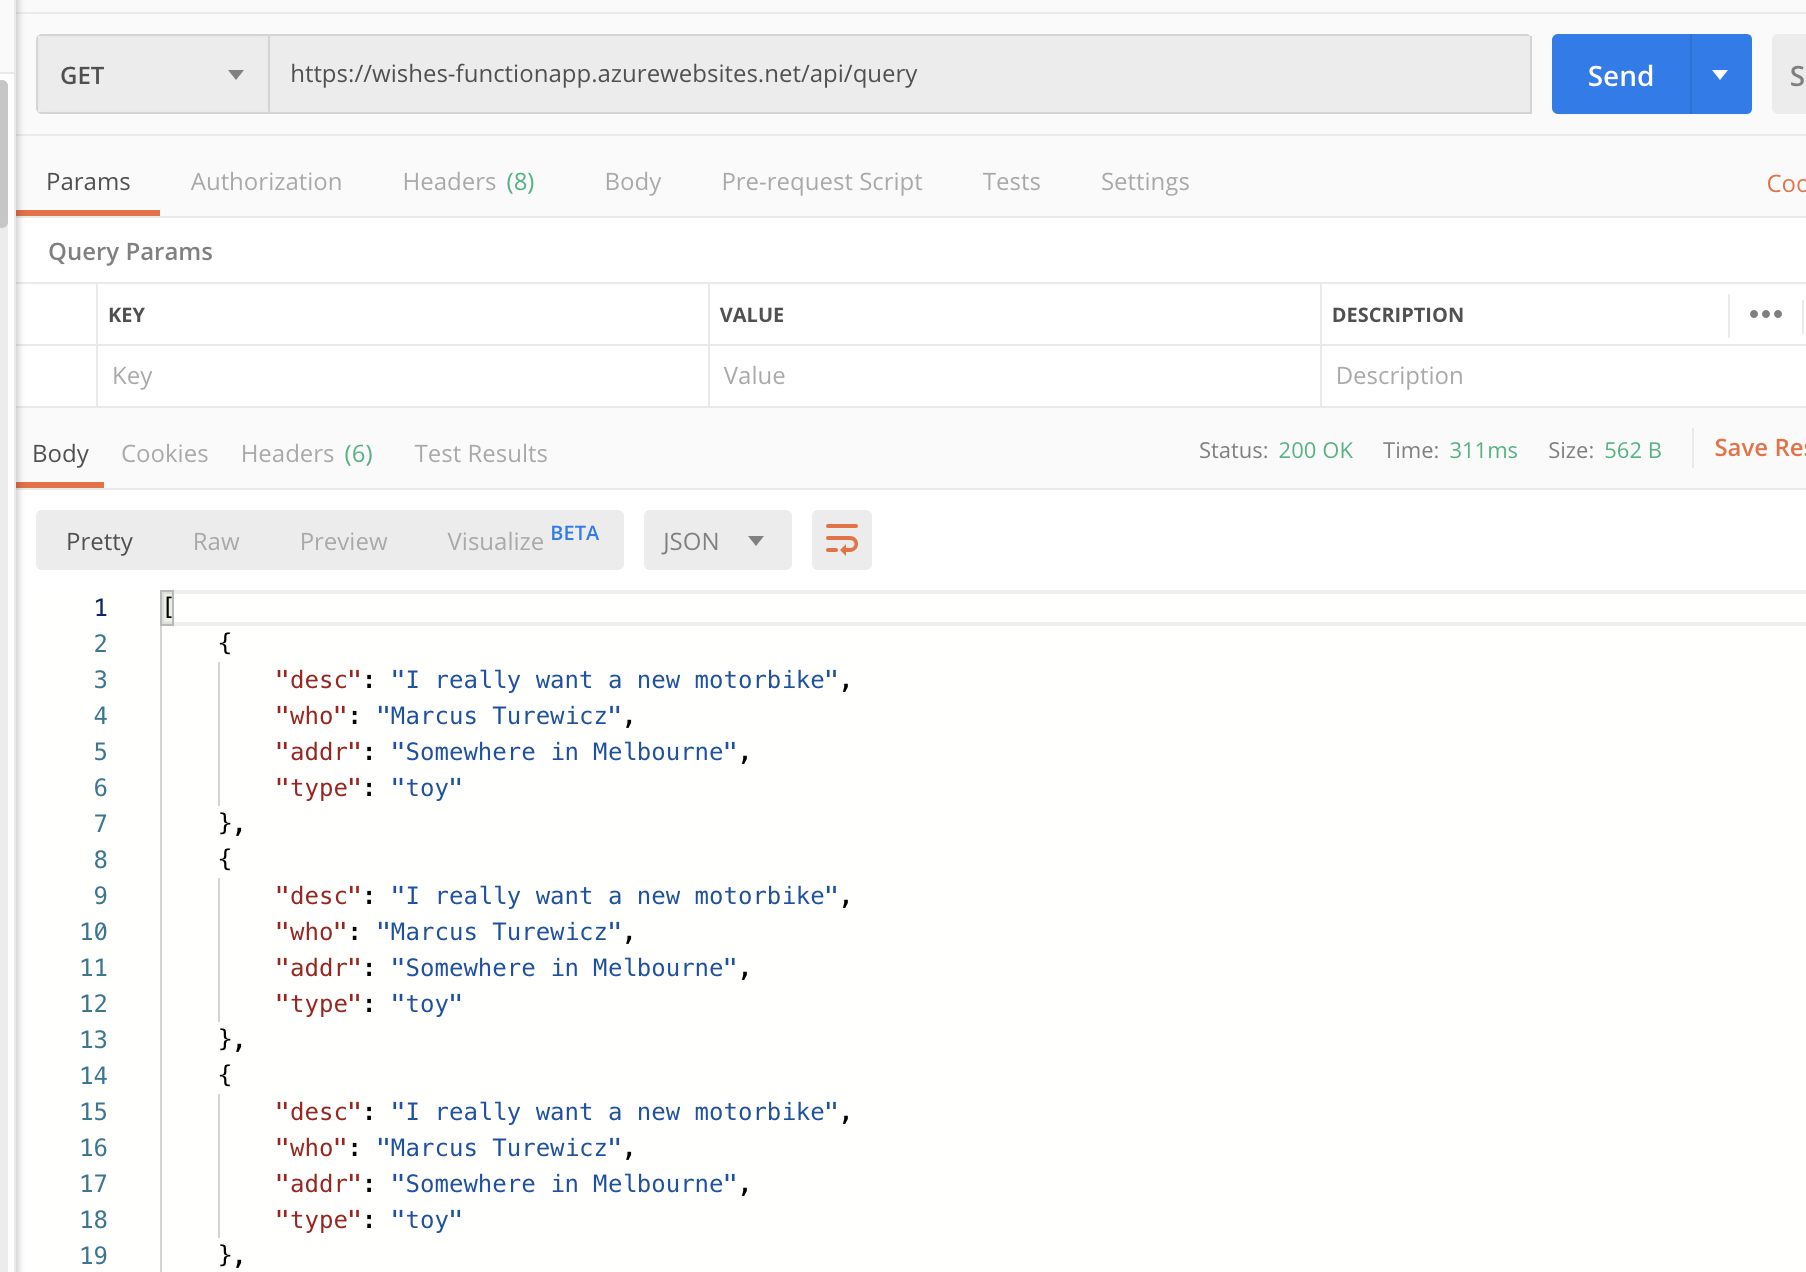 GET https://wishes-functionapp.azurewebsites.net/api/query Send S
Params Authorization Headers (8) Body Pre-request Script Tests Settings Coo
Query Params
KEY VALUE DESCRIPTION
Key Value Description
Body Cookies Headers (6) Test Results Status: 200 OK Time: 311ms Size: 562 B Save Res
Pretty Raw Preview Visualize BETA JSON
1 [
2 {
3 "desc": "I really want a new motorbike",
4 "who": "Marcus Turewicz",
5 "addr": "Somewhere in Melbourne",
6 "type": "toy"
7 },
8 {
9 "desc": "I really want a new motorbike",
10 "who": "Marcus Turewicz",
11 "addr": "Somewhere in Melbourne",
12 "type": "toy"
13 },
14 {
15 "desc": "I really want a new motorbike",
16 "who": "Marcus Turewicz",
17 "addr": "Somewhere in Melbourne",
18 "type": "toy"
19 },